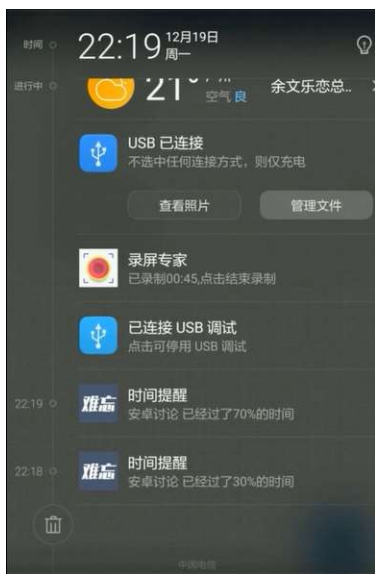 时间
22:19 12月19日
周一
进行中
21°
空气 良
余文乐恋总..
USB 已连接
不选中任何连接方式，则仅充电
查看照片
管理文件
录屏专家
已录制00:45,点击结束录制
已连接 USB 调试
点击可停用 USB 调试
22:19
难忘
时间提醒
安卓讨论 已经过了70%的时间
22:18
难忘
时间提醒
安卓讨论 已经过了30%的时间
中国电信